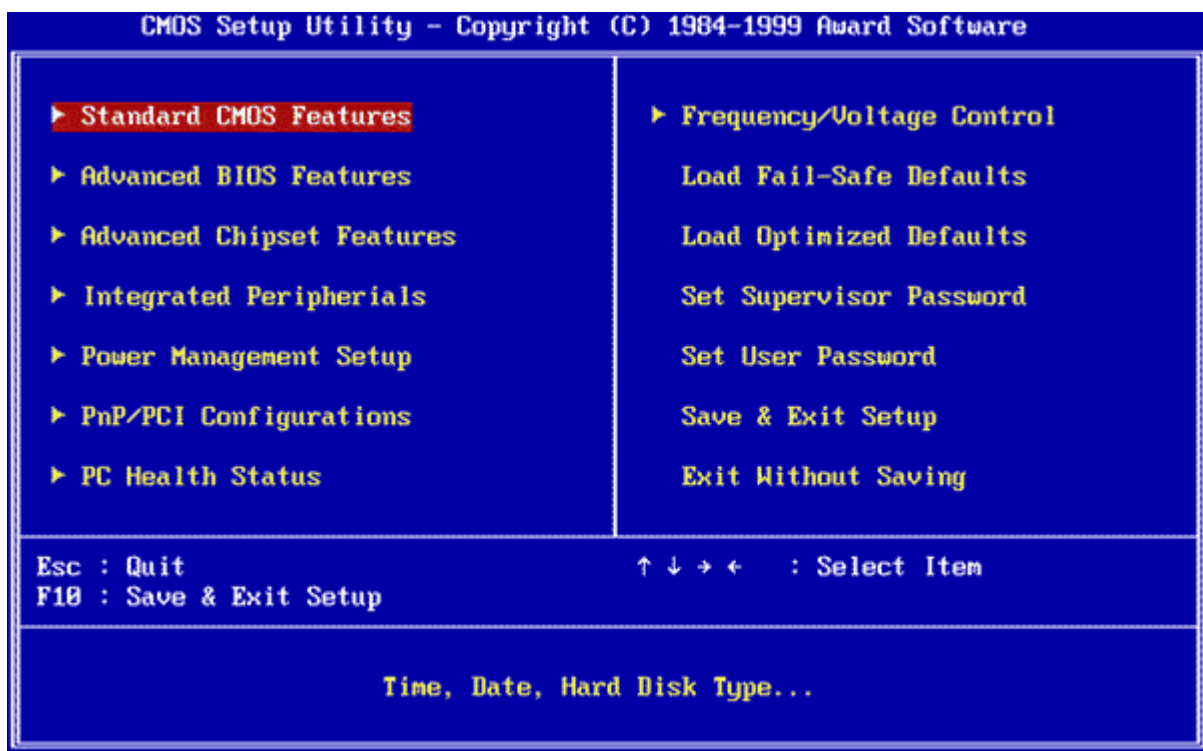 CMOS Setup Utility - Copyright (C) 1984-1999 Award Software
► Standard CMOS Features
► Advanced BIOS Features
► Advanced Chipset Features
► Integrated Peripherials
► Power Management Setup
► PnP/PCI Configurations
► PC Health Status
► Frequency/Voltage Control
Load Fail-Safe Defaults
Load Optimized Defaults
Set Supervisor Password
Set User Password
Save & Exit Setup
Exit Without Saving
Esc : Quit
F10 : Save & Exit Setup
↑ ↓ → ← : Select Item
Time, Date, Hard Disk Type...